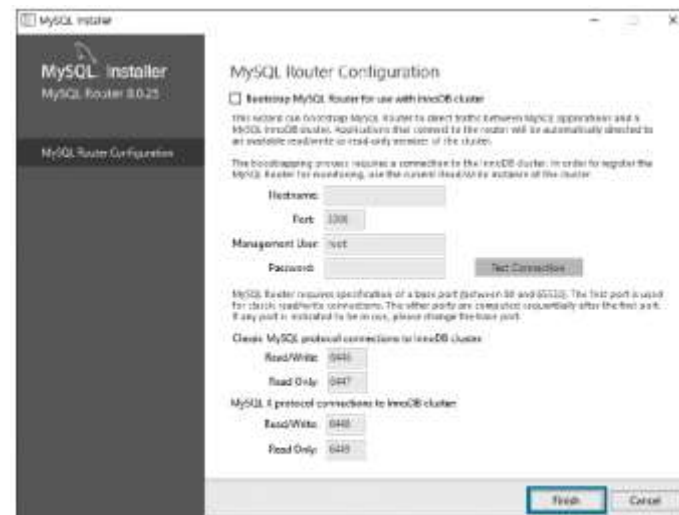 MySQL Installer
MySQL Installer
MySQL Router 8.0.25
MySQL Router Configuration
MySQL Router Configuration
Bootstrap MySQL Router for use with InnoDB cluster
This wizard can bootstrap MySQL Router to direct traffic between MySQL applications and a
MySQL InnoDB cluster. Applications that connect to the router will be automatically directed to
an available read/write or read-only member of the cluster.
The bootstrapping process requires a connection to the InnoDB cluster. In order to register the
MySQL Router for monitoring, use the current Read/Write instance of the cluster.
Hostname:
Port:
Management User: root
Password:
Test Connection
MySQL Router requires specification of a base port (between 80 and 65532). The first port is used
for classic read/write connections. The other ports are computed sequentially after the first port.
If any port is indicated to be in use, please change the base port.
Classic MySQL protocol connections to InnoDB cluster
Read/Write: 6446
Read Only: 6447
MySQL X protocol connections to InnoDB cluster
Read/Write: 6448
Read Only: 6449
Finish
Cancel